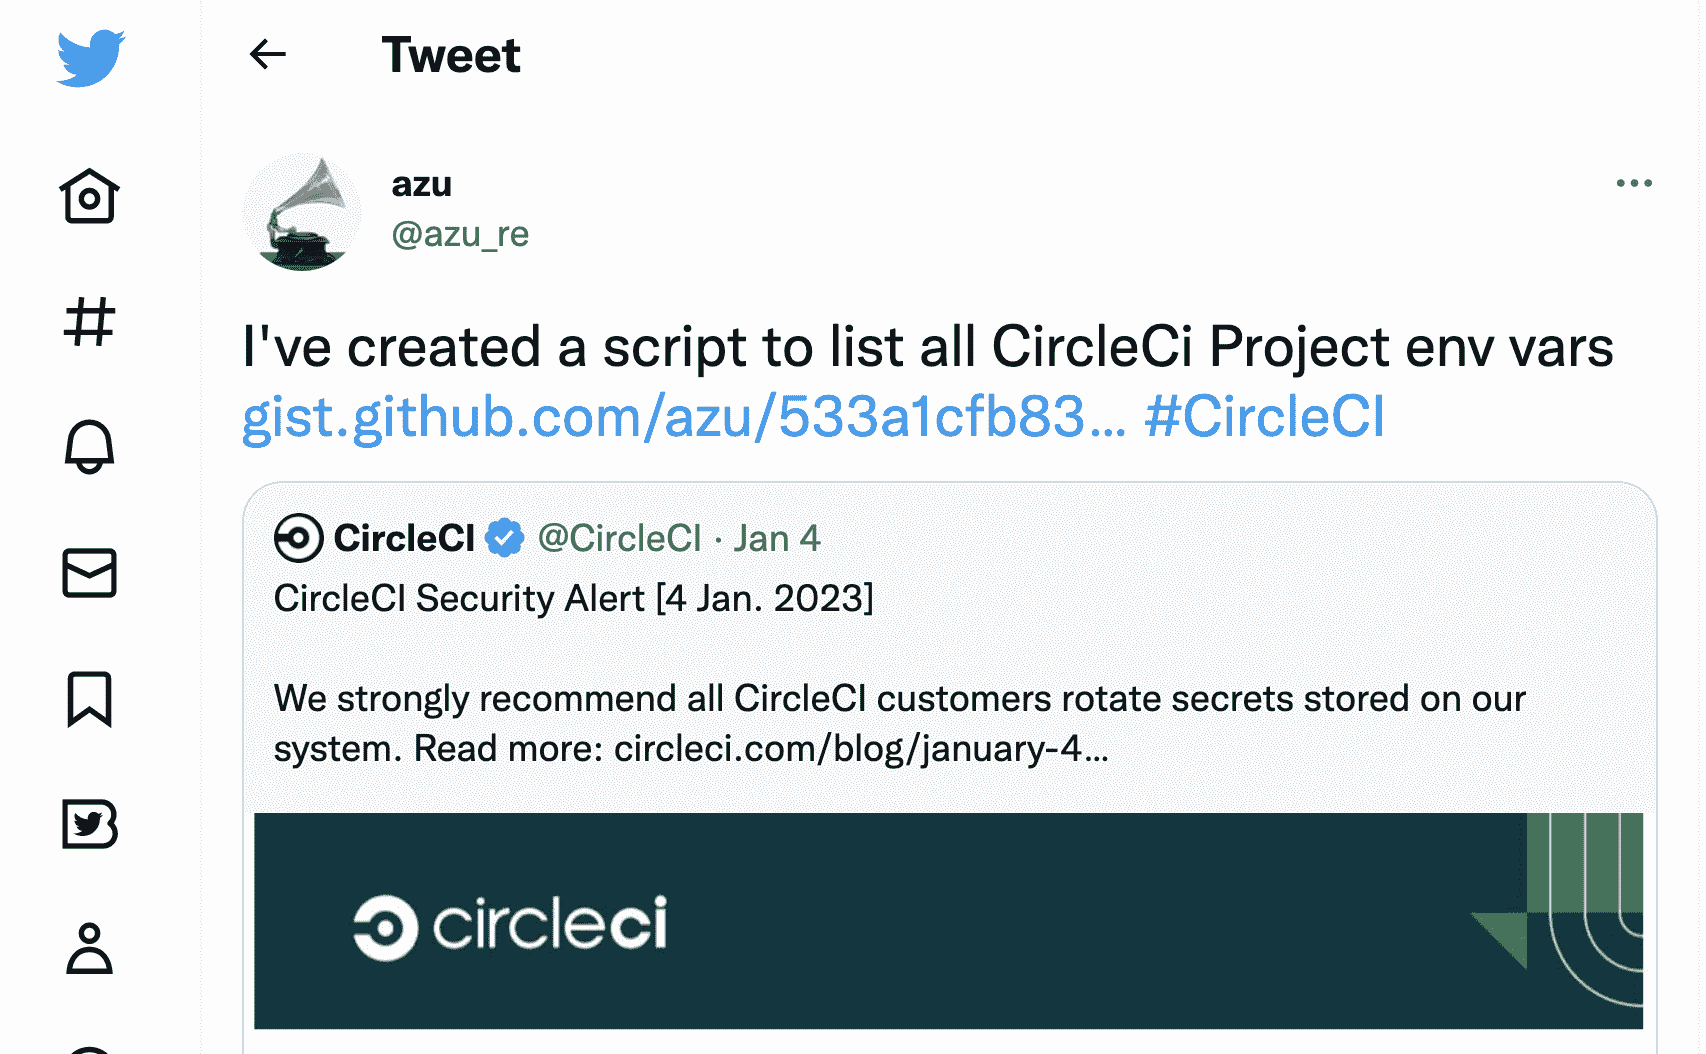 Tweet
azu
@azu_re
I've created a script to list all CircleCi Project env vars
gist.github.com/azu/533a1cfb83… #CircleCI
CircleCI @CircleCI · Jan 4
CircleCI Security Alert [4 Jan. 2023]
We strongly recommend all CircleCI customers rotate secrets stored on our
system. Read more: circleci.com/blog/january-4…
circleci